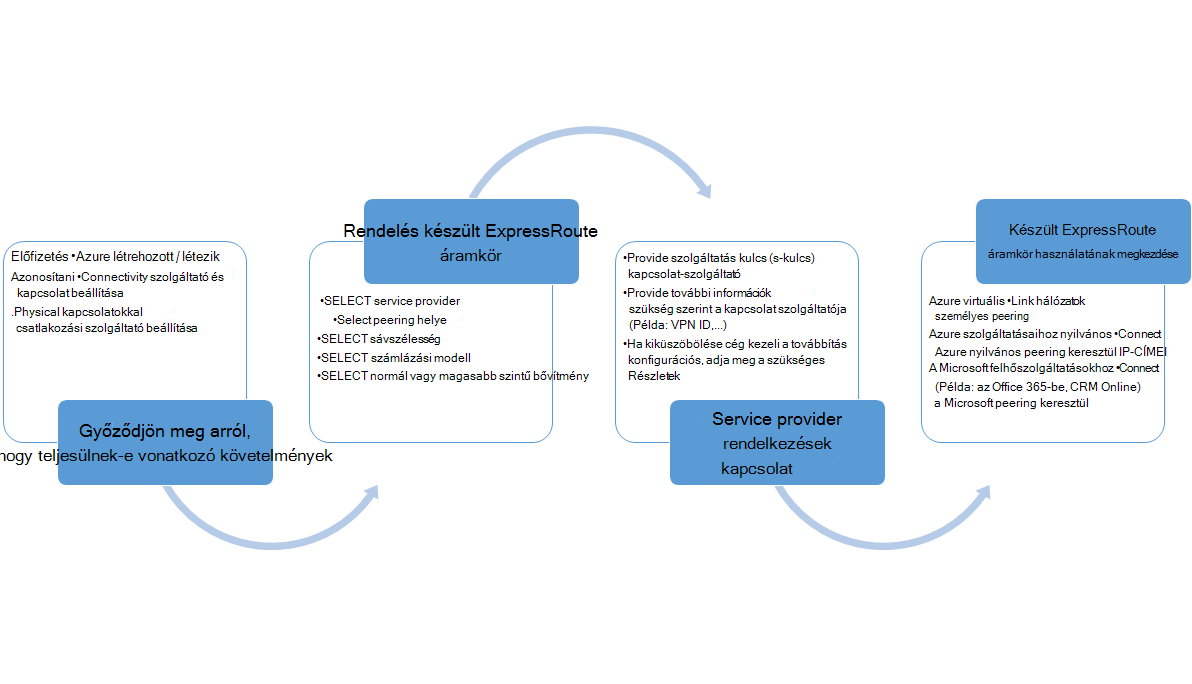 Előfizetés •Azure létrehozott / létezik
Azonosítani •Connectivity szolgáltató és
kapcsolat beállítása
.Physical kapcsolatokkal
csatlakozási szolgáltató beállítása
Győződjön meg arról,
hogy teljesülnek-e vonatkozó követelmények
Rendelés készült ExpressRoute
áramkör
•SELECT service provider
•Select peering helye
•SELECT sávszélesség
•SELECT számlázási modell
•SELECT normál vagy magasabb szintű bővítmény
•Provide szolgáltatás kulcs (s-kulcs)
kapcsolat-szolgáltató
•Provide további információk
szükség szerint a kapcsolat szolgáltatója
(Példa: VPN ID,...)
•Ha kiküszöbölése cég kezeli a továbbítás
konfigurációs, adja meg a szükséges
Részletek
Service provider
rendelkezések
kapcsolat
Készült ExpressRoute
áramkör használatának megkezdése
Azure virtuális •Link hálózatok
személyes peering
Azure szolgáltatásaihoz nyilvános •Connect
Azure nyilvános peering keresztül IP-CÍMEI
A Microsoft felhőszolgáltatásokhoz •Connect
(Példa: az Office 365-be, CRM Online)
a Microsoft peering keresztül